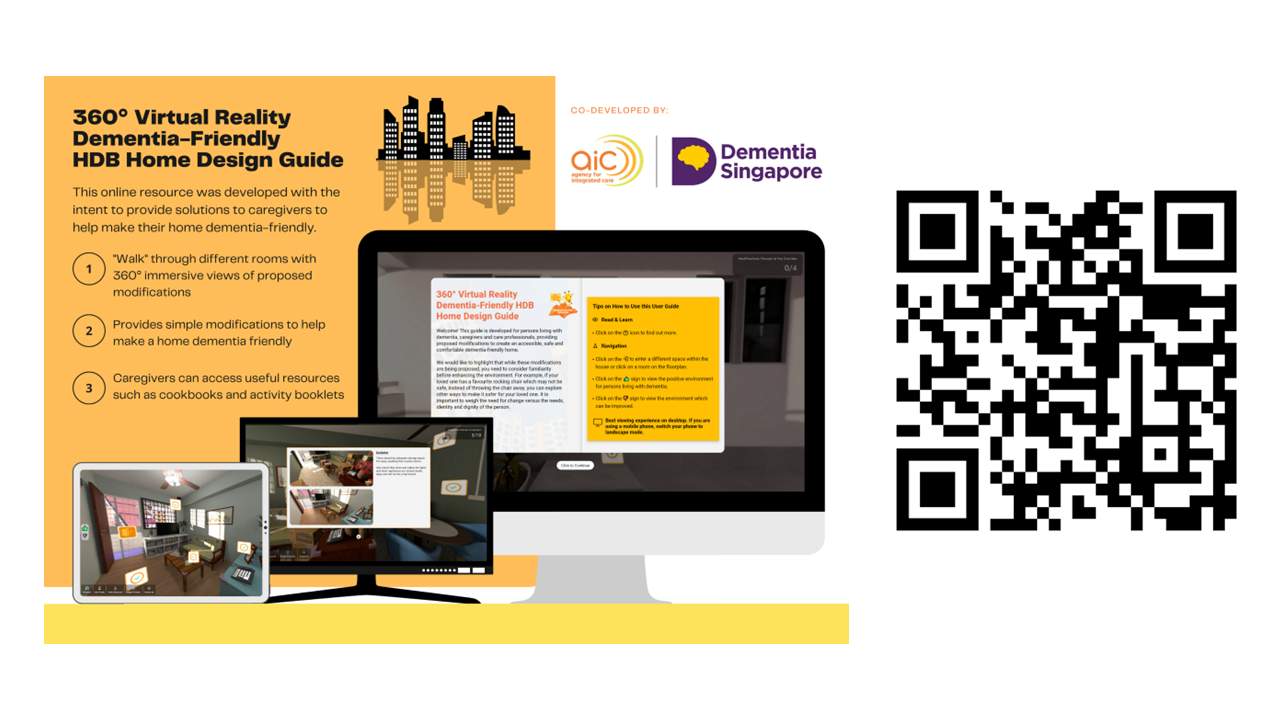 360° Virtual Reality
Dementia-Friendly
HDB Home Design Guide
This online resource was developed with the
intent to provide solutions to caregivers to
help make their home dementia-friendly.
1
"Walk" through different rooms with
360° immersive views of proposed
modifications
2
Provides simple modifications to help
make a home dementia friendly
3
Caregivers can access useful resources
such as cookbooks and activity booklets
CO-DEVELOPED BY:
aic
agency for
integrated care
Dementia
Singapore
0/4
360° Virtual Reality
Dementia-Friendly HDB
Home Design Guide
Welcome! This guide is developed for persons living with
dementia, caregivers and care professionals, providing
proposed modifications to create an accessible, safe and
comfortable dementia-friendly home.
We would like to highlight that while these modifications
are being proposed, you need to consider familiarity
before enhancing the environment. For example, if your
loved one has a favourite rocking chair which may not be
safe, instead of throwing the chair away, you can explore
other ways to make it safer for your loved one. It is
important to weigh the need for change versus the needs,
identity and dignity of the person.
Tips on How to Use this User Guide
Read & Learn
• Click on the icon to find out more.
Navigation
• Click on the to enter a different space within the
house or click on a room on the floorplan.
• Click on the sign to view the positive environment
for persons living with dementia.
• Click on the sign to view the environment which
can be improved.
Best viewing experience on desktop. If you are
using a mobile phone, switch your phone to
landscape mode.
Click to Continue